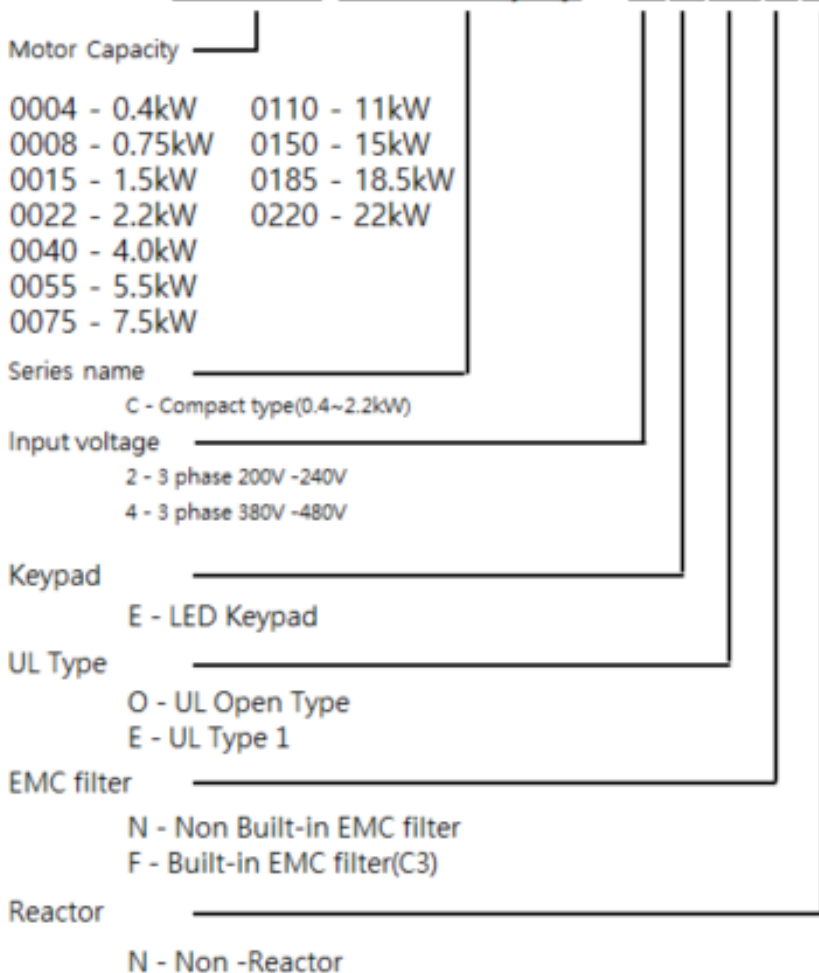 Motor Capacity
0004 - 0.4kW 0110 - 11kW
0008 - 0.75kW 0150 - 15kW
0015 - 1.5kW 0185 - 18.5kW
0022 - 2.2kW 0220 - 22kW
0040 - 4.0kW
0055 - 5.5kW
0075 - 7.5kW
Series name
C - Compact type(0.4~2.2kW)
Input voltage
2 - 3 phase 200V -240V
4 - 3 phase 380V -480V
Keypad
E - LED Keypad
UL Type
O - UL Open Type
E - UL Type 1
EMC filter
N - Non Built-in EMC filter
F - Built-in EMC filter(C3)
Reactor
N - Non -Reactor